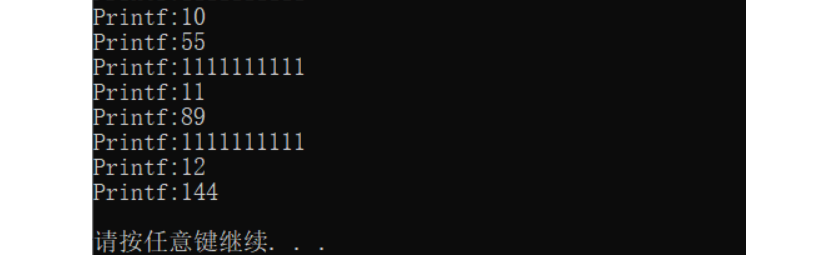 Printf:10
Printf:55
Printf:1111111111
Printf:11
Printf:89
Printf:1111111111
Printf:12
Printf:144
请按任意键继续. . .